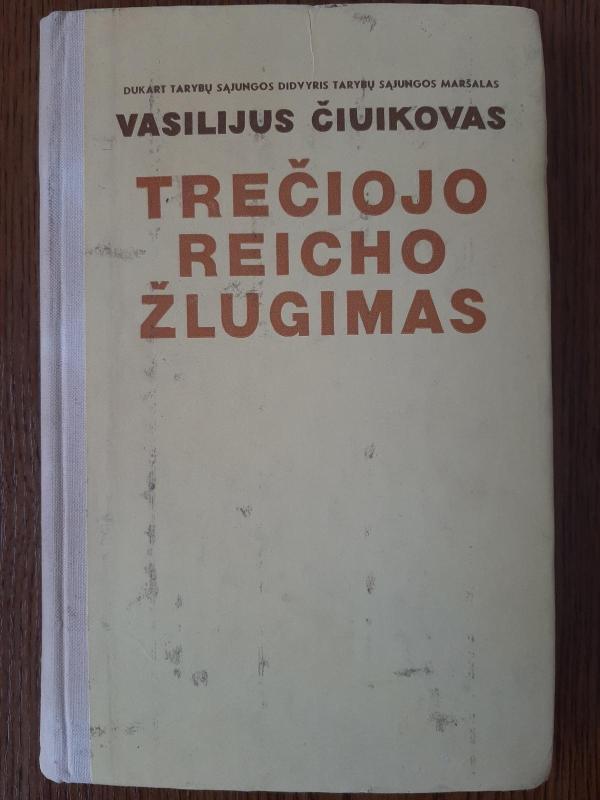 DUKART TARYBŲ SĄJUNGOS DIDVYRIS TARYBŲ SĄJUNGOS MARŠALAS
VASILIJUS ČIUIKOVAS
TREČIOJO
REICHO
ŽLUGIMAS